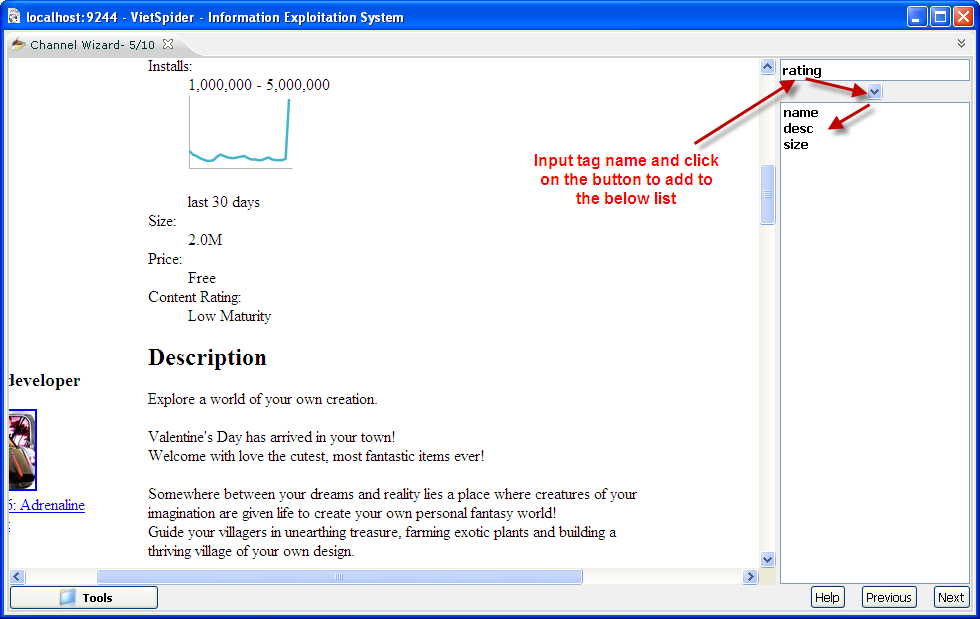 localhost:9244 - VietSpider - Information Exploitation System
Channel Wizard- 5/10
Installs:
1,000,000 - 5,000,000
last 30 days
Size:
2.0M
Price:
Free
Content Rating:
Low Maturity
Description
Explore a world of your own creation.
Valentine's Day has arrived in your town!
Welcome with love the cutest, most fantastic items ever!
Somewhere between your dreams and reality lies a place where creatures of your
imagination are given life to create your own personal fantasy world!
Guide your villagers in unearthing treasure, farming exotic plants and building a
thriving village of your own design.
developer
6: Adrenaline
rating
name
desc
size
Input tag name and click
on the button to add to
the below list
Tools
Help
Previous
Next